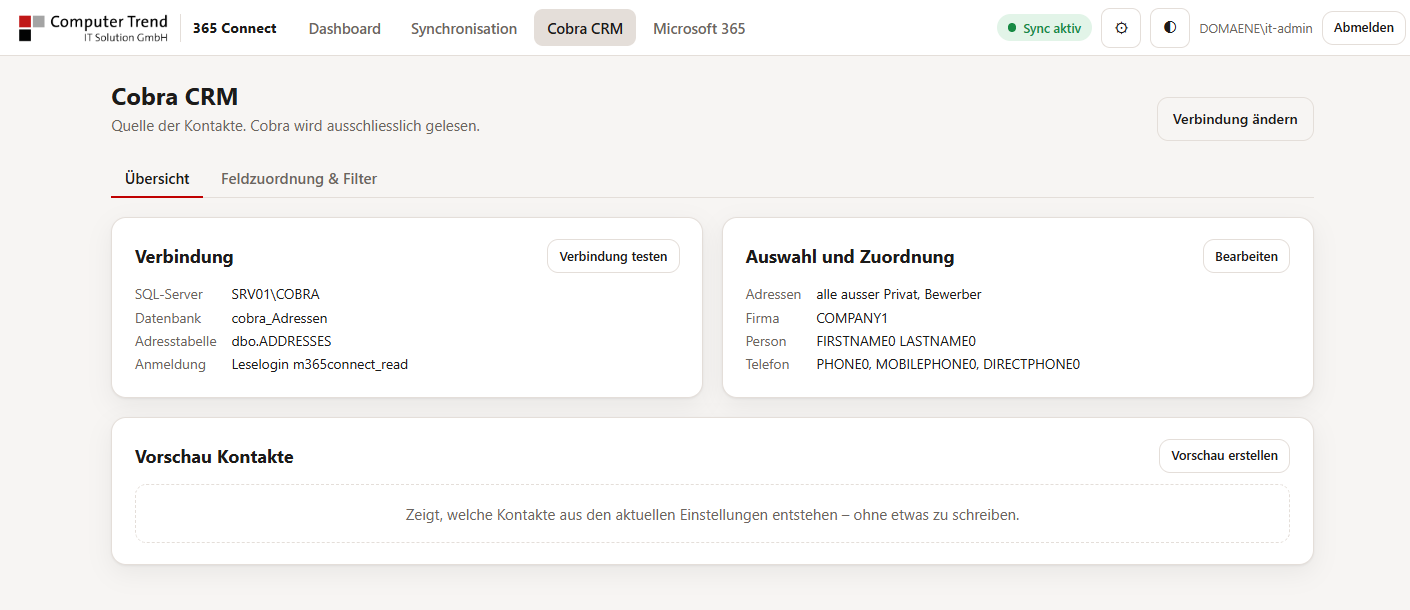 Computer Trend
IT Solution GmbH
365 Connect
Dashboard
Synchronisation
Cobra CRM
Microsoft 365
Sync aktiv
DOMAENE\it-admin
Abmelden
Cobra CRM
Quelle der Kontakte. Cobra wird ausschliesslich gelesen.
Verbindung ändern
Übersicht
Feldzuordnung & Filter
Verbindung
Verbindung testen
SQL-Server SRV01\COBRA
Datenbank cobra_Adressen
Adresstabelle dbo.ADDRESSES
Anmeldung Leselogin m365connect_read
Auswahl und Zuordnung
Bearbeiten
Adressen alle ausser Privat, Bewerber
Firma COMPANY1
Person FIRSTNAME0 LASTNAME0
Telefon PHONE0, MOBILEPHONE0, DIRECTPHONE0
Vorschau Kontakte
Vorschau erstellen
Zeigt, welche Kontakte aus den aktuellen Einstellungen entstehen – ohne etwas zu schreiben.